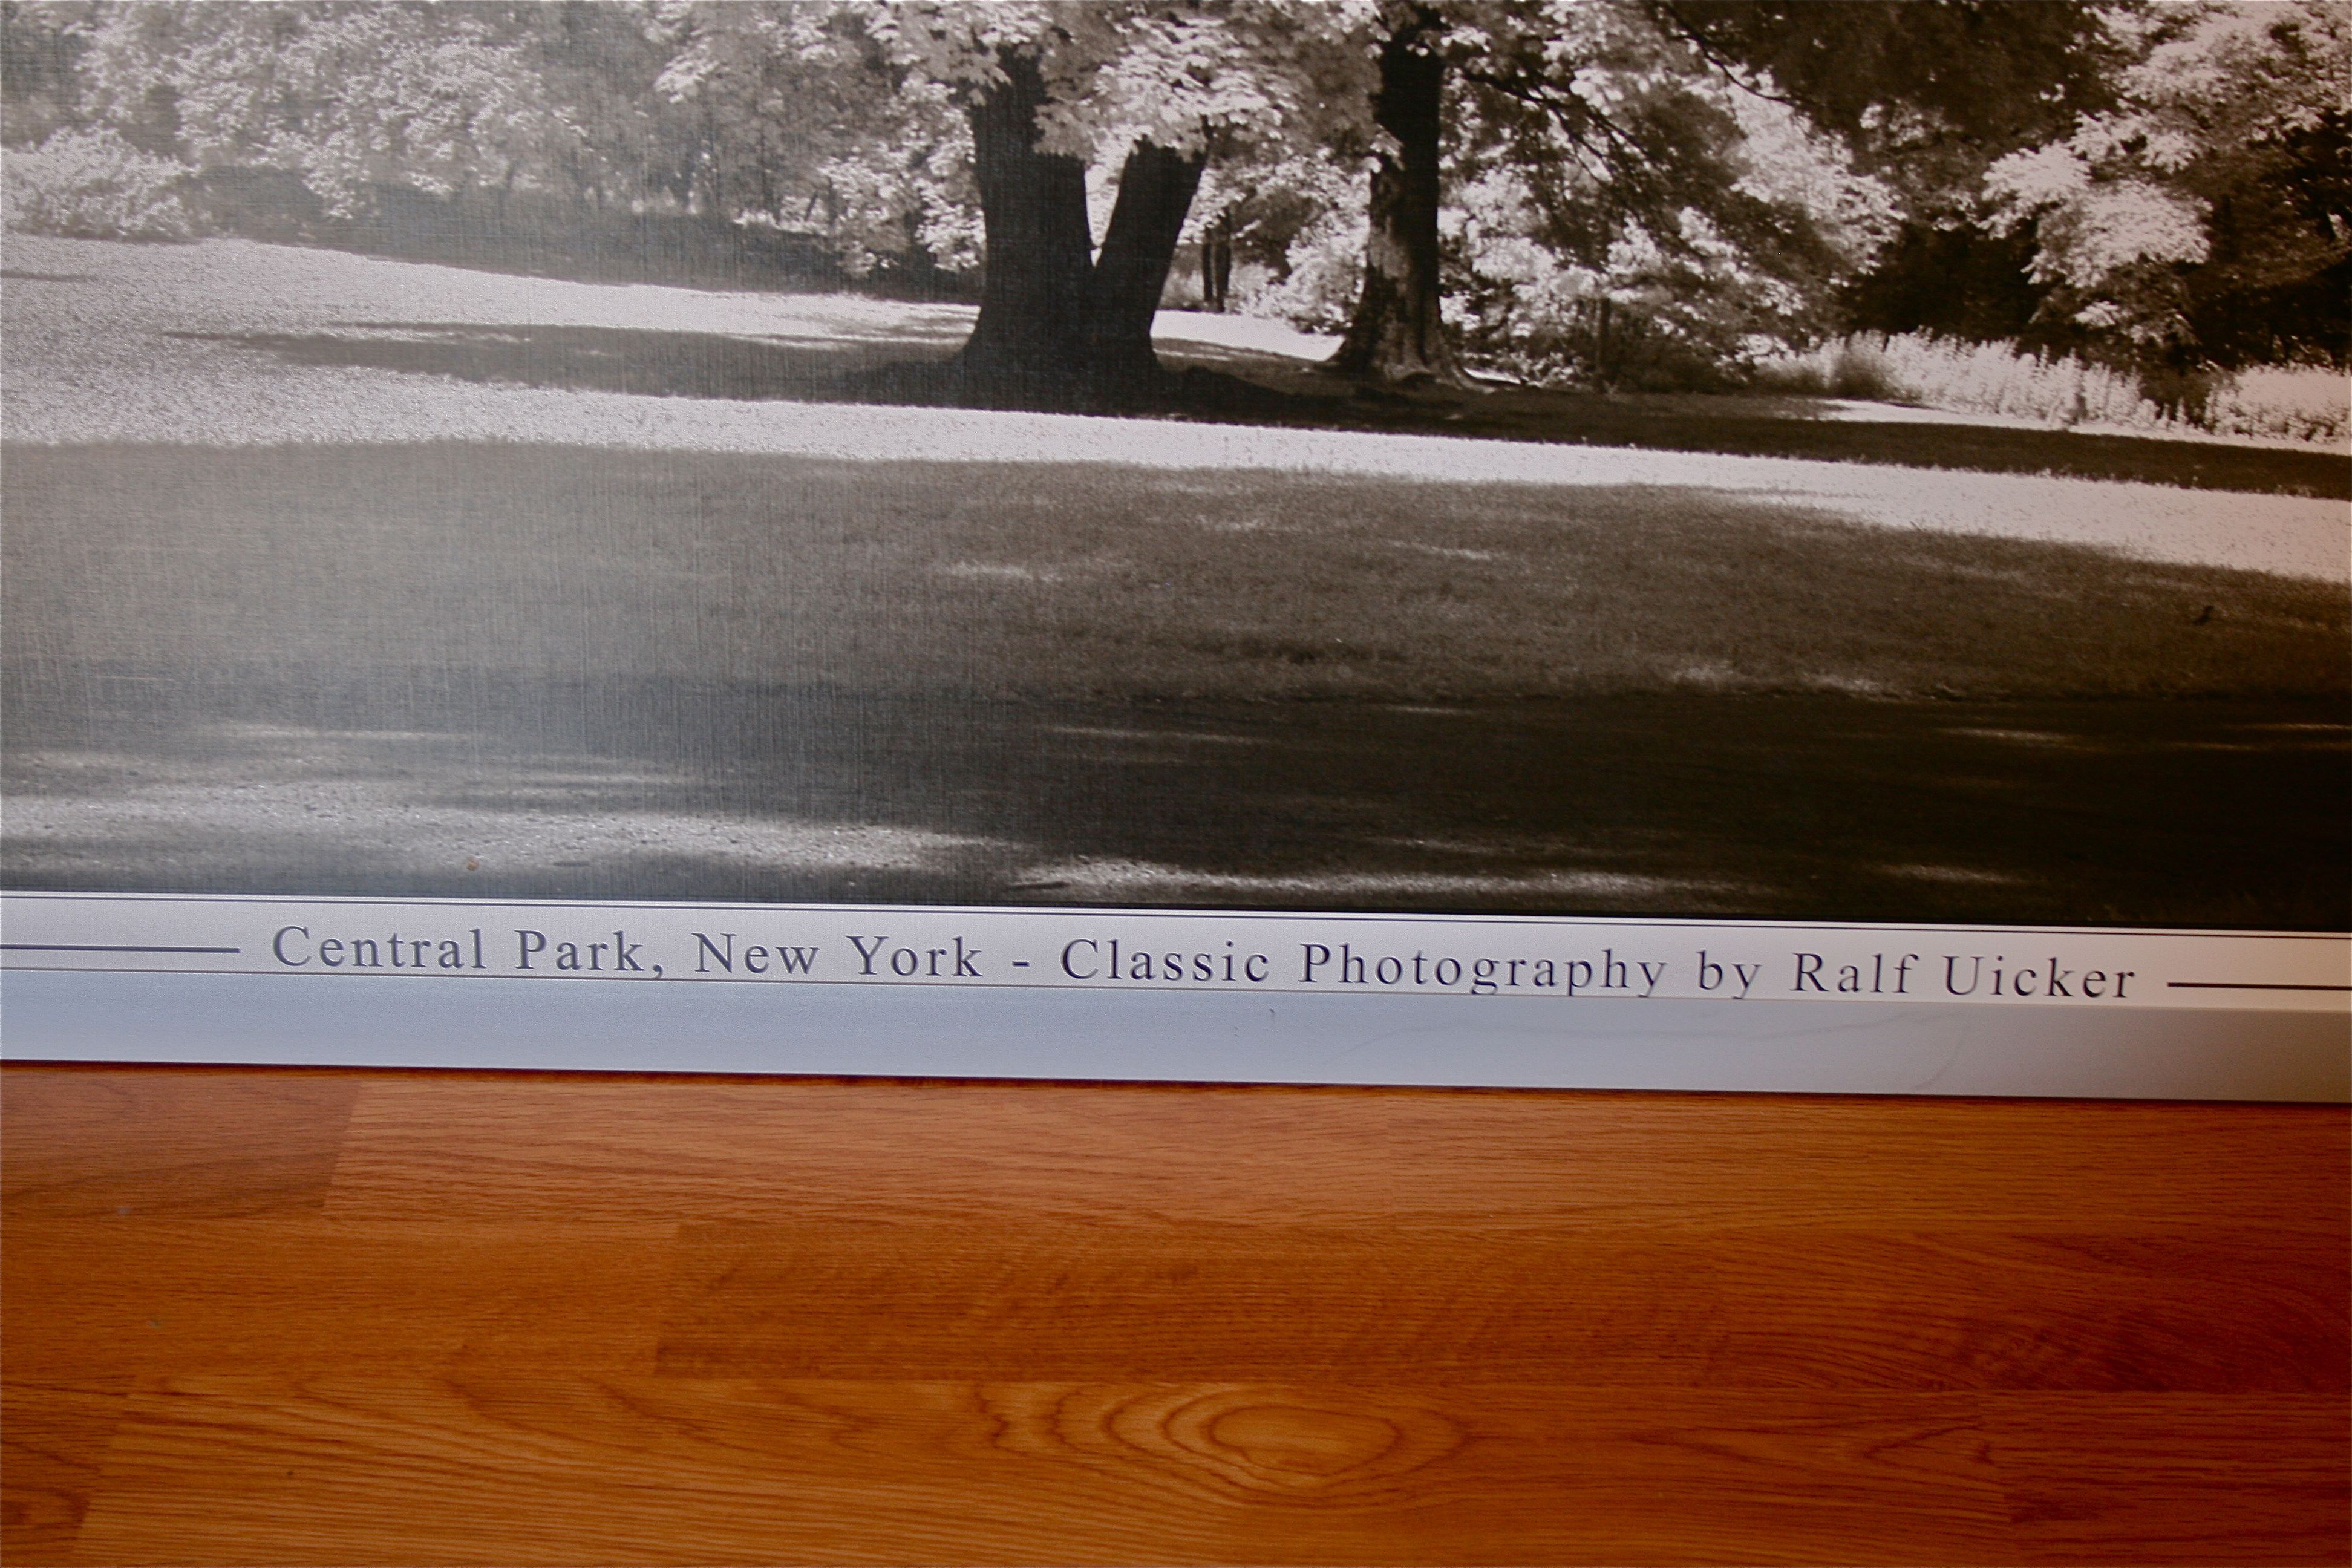 Central Park, New York - Classic Photography by Ralf Uicker